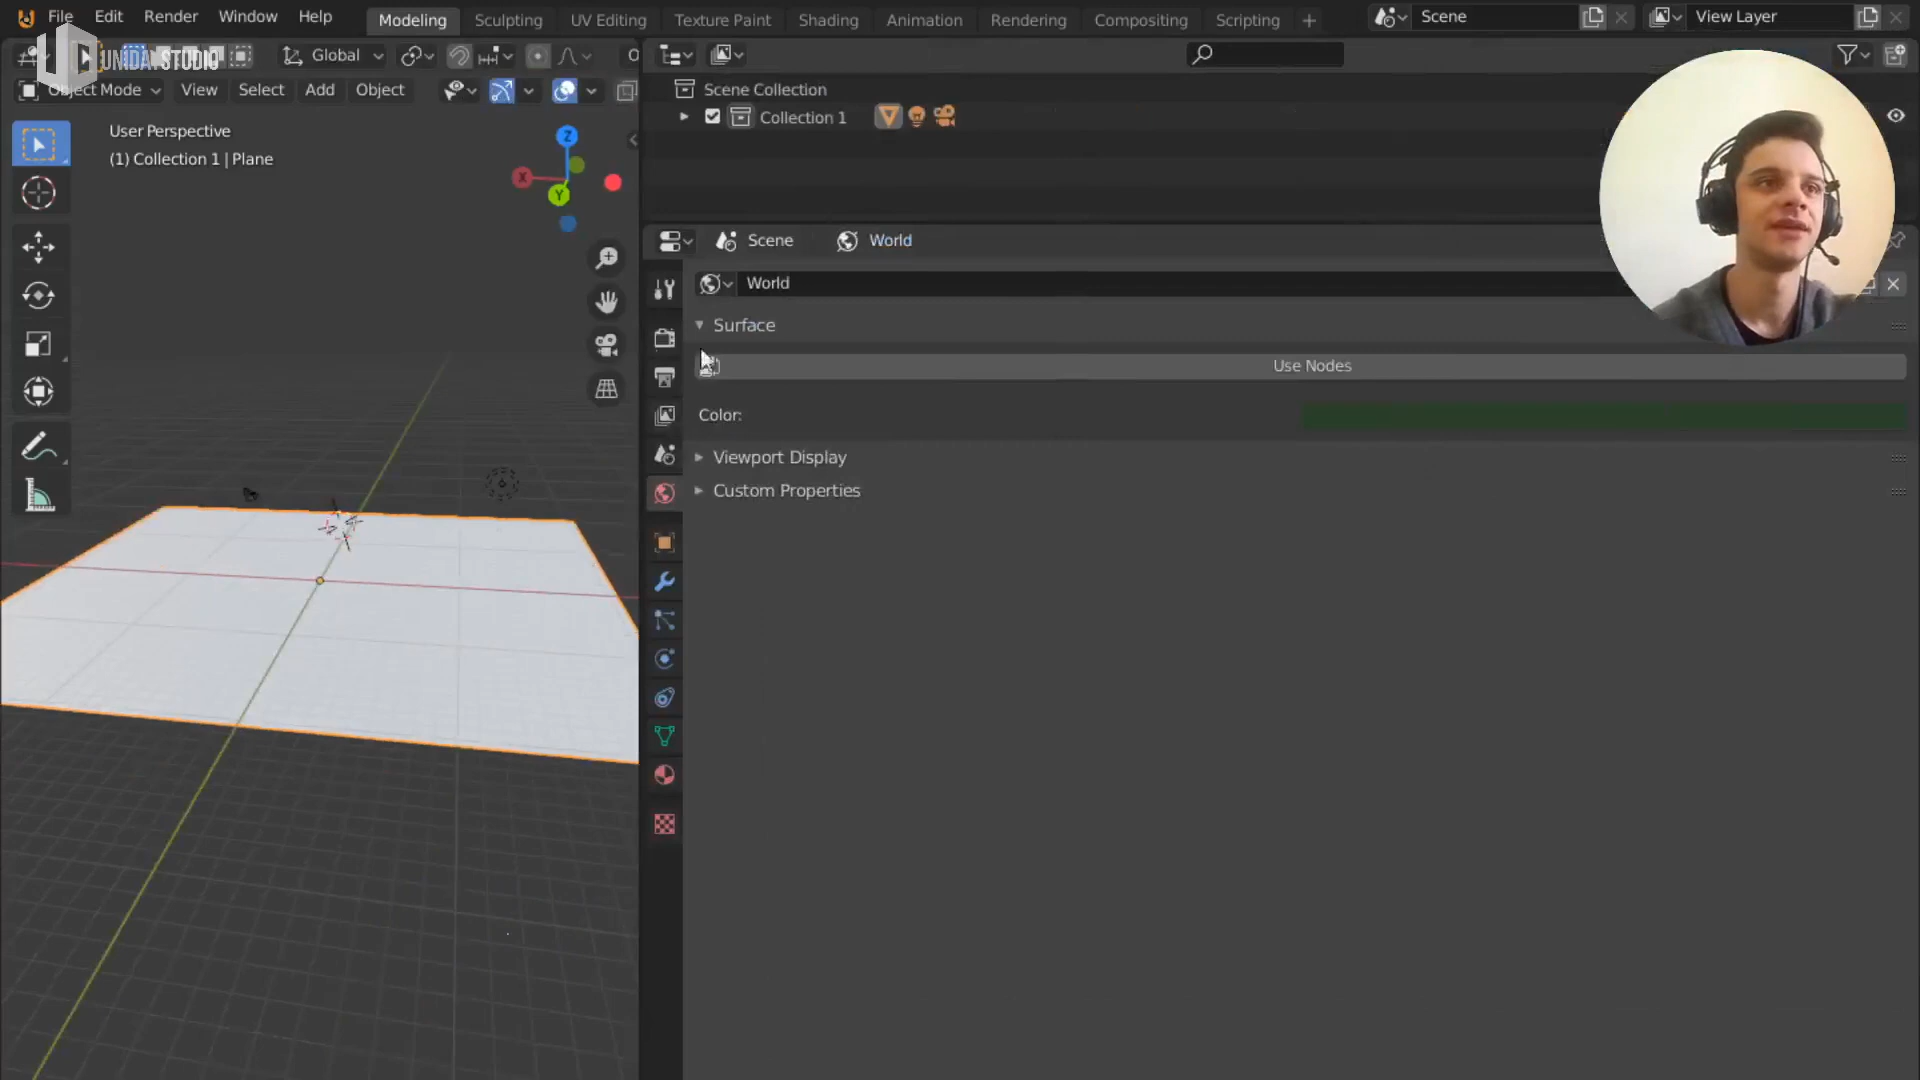 File Edit Render Window Help Modeling Sculpting UV Editing Texture Paint Shading Animation Rendering Compositing Scripting + Scene View Layer
UNIDAY STUDIO
Global
Object Mode View Select Add Object
Scene Collection
Collection 1
User Perspective
(1) Collection 1 | Plane
Z
X
Y
Scene World
World
Surface
Use Nodes
Color:
Viewport Display
Custom Properties